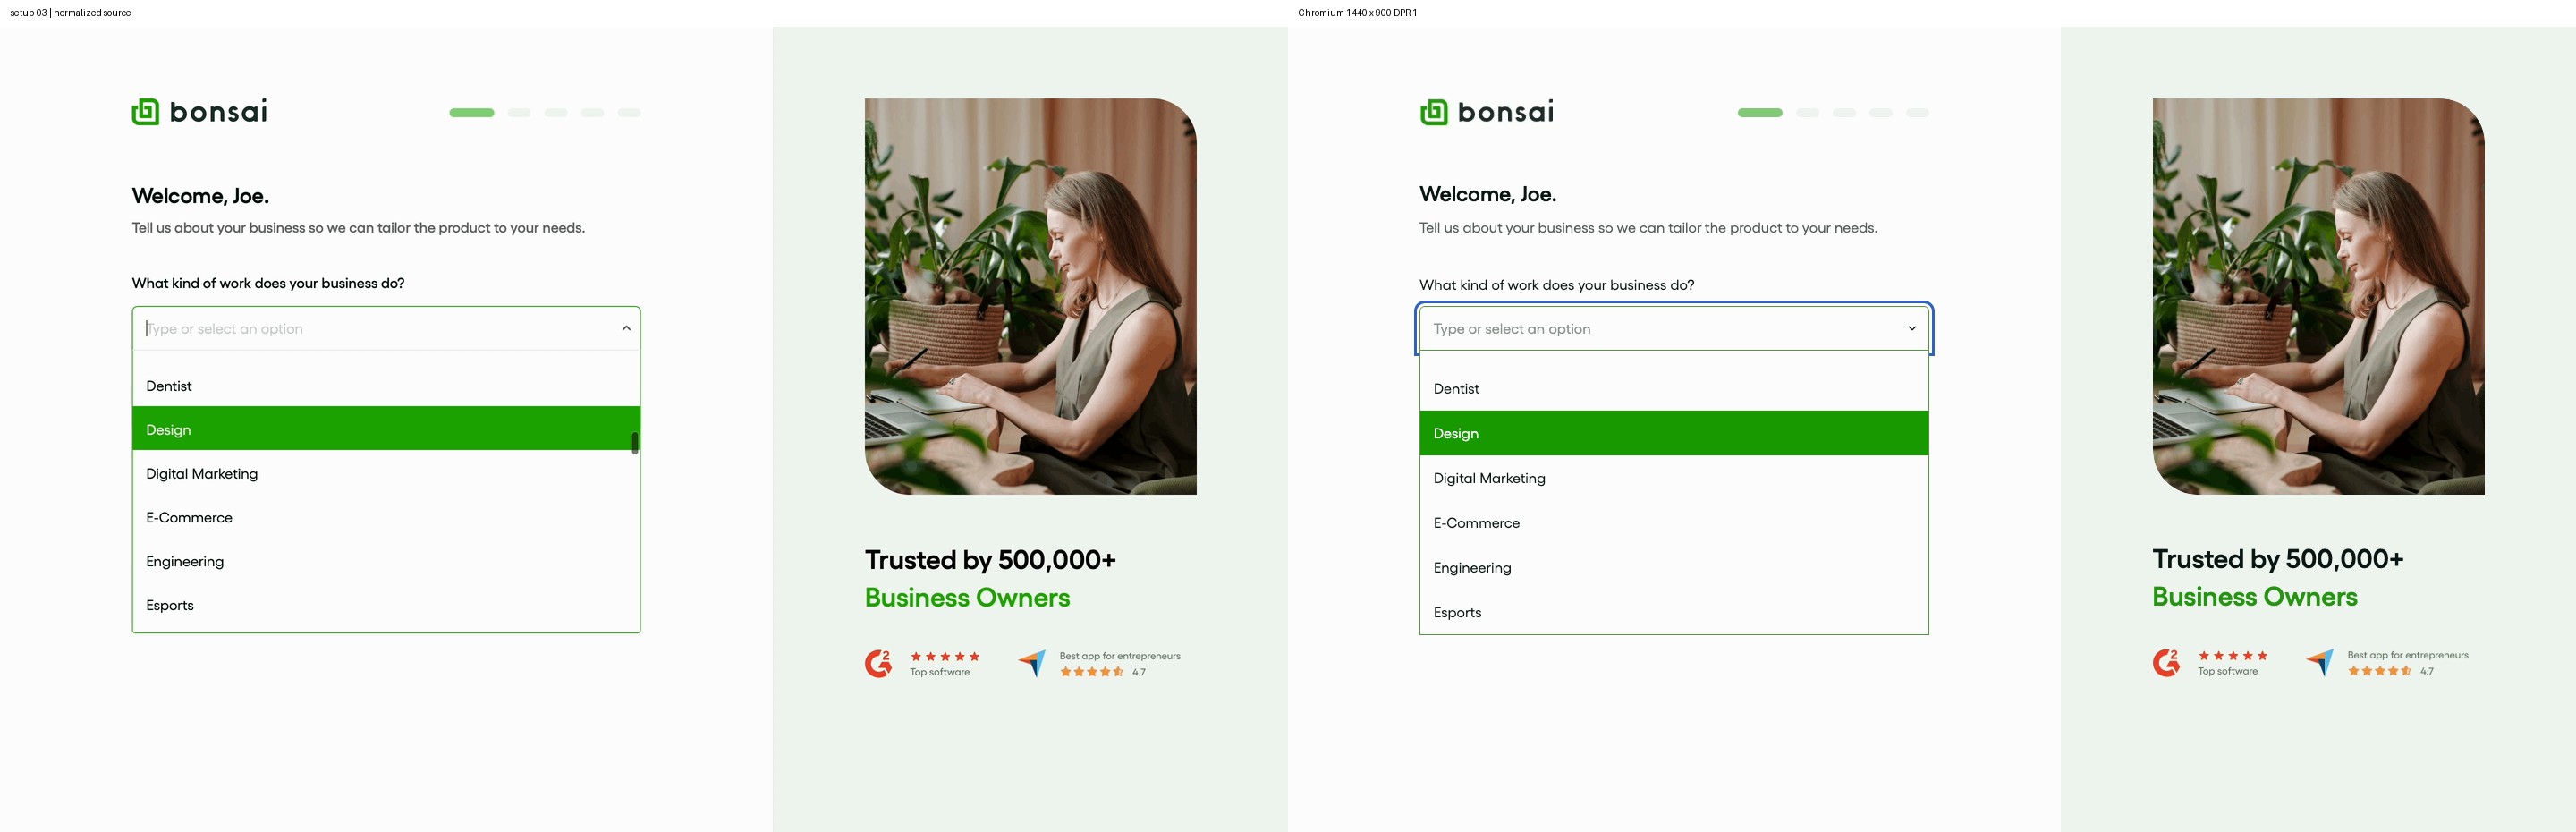 setup-03 | normalized source
bonsai
Welcome, Joe.
Tell us about your business so we can tailor the product to your needs.
What kind of work does your business do?
Type or select an option
Dentist
Design
Digital Marketing
E-Commerce
Engineering
Esports
Trusted by 500,000+
Business Owners
G2
Top software
Best app for entrepreneurs
4.7
Chromium 1440 x 900 DPR 1
bonsai
Welcome, Joe.
Tell us about your business so we can tailor the product to your needs.
What kind of work does your business do?
Type or select an option
Dentist
Design
Digital Marketing
E-Commerce
Engineering
Esports
Trusted by 500,000+
Business Owners
G2
Top software
Best app for entrepreneurs
4.7